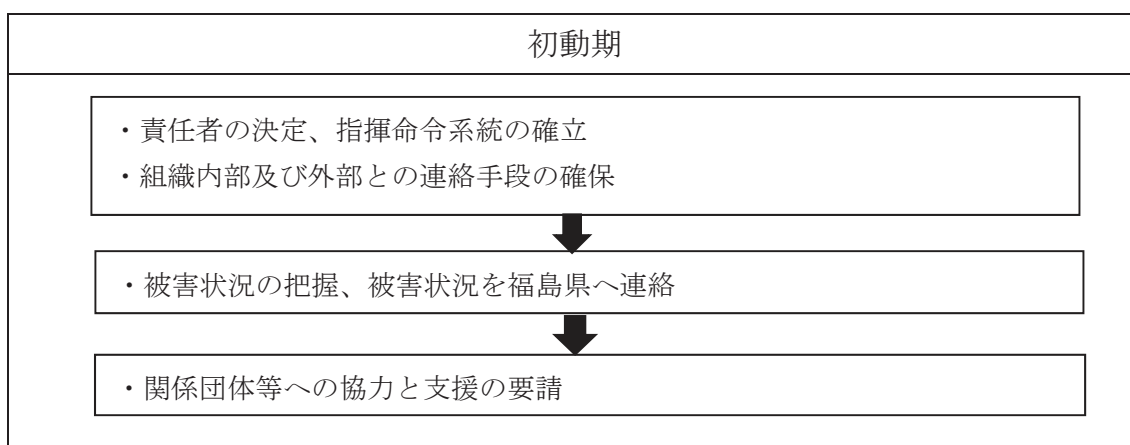 初動期
・責任者の決定、指揮命令系統の確立
・組織内部及び外部との連絡手段の確保
・被害状況の把握、被害状況を福島県へ連絡
・関係団体等への協力と支援の要請